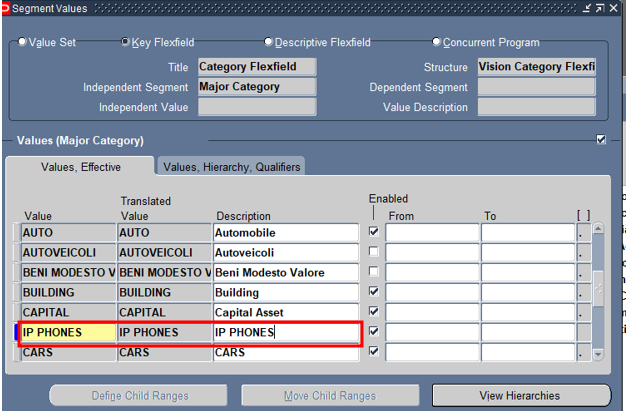 Segment Values
Value Set Key Flexfield Descriptive Flexfield Concurrent Program
Title Category Flexfield Structure Vision Category Flexfi
Independent Segment Major Category Dependent Segment
Independent Value Value Description
Values (Major Category)
Values, Effective Values, Hierarchy, Qualifiers
Translated Enabled
Value Value Description From To [ ]
AUTO AUTO Automobile .
AUTOVEICOLI AUTOVEICOLI Autoveicoli .
BENI MODESTO V BENI MODESTO V Beni Modesto Valore .
BUILDING BUILDING Building .
CAPITAL CAPITAL Capital Asset .
IP PHONES IP PHONES IP PHONES .
CARS CARS CARS .
Define Child Ranges Move Child Ranges View Hierarchies